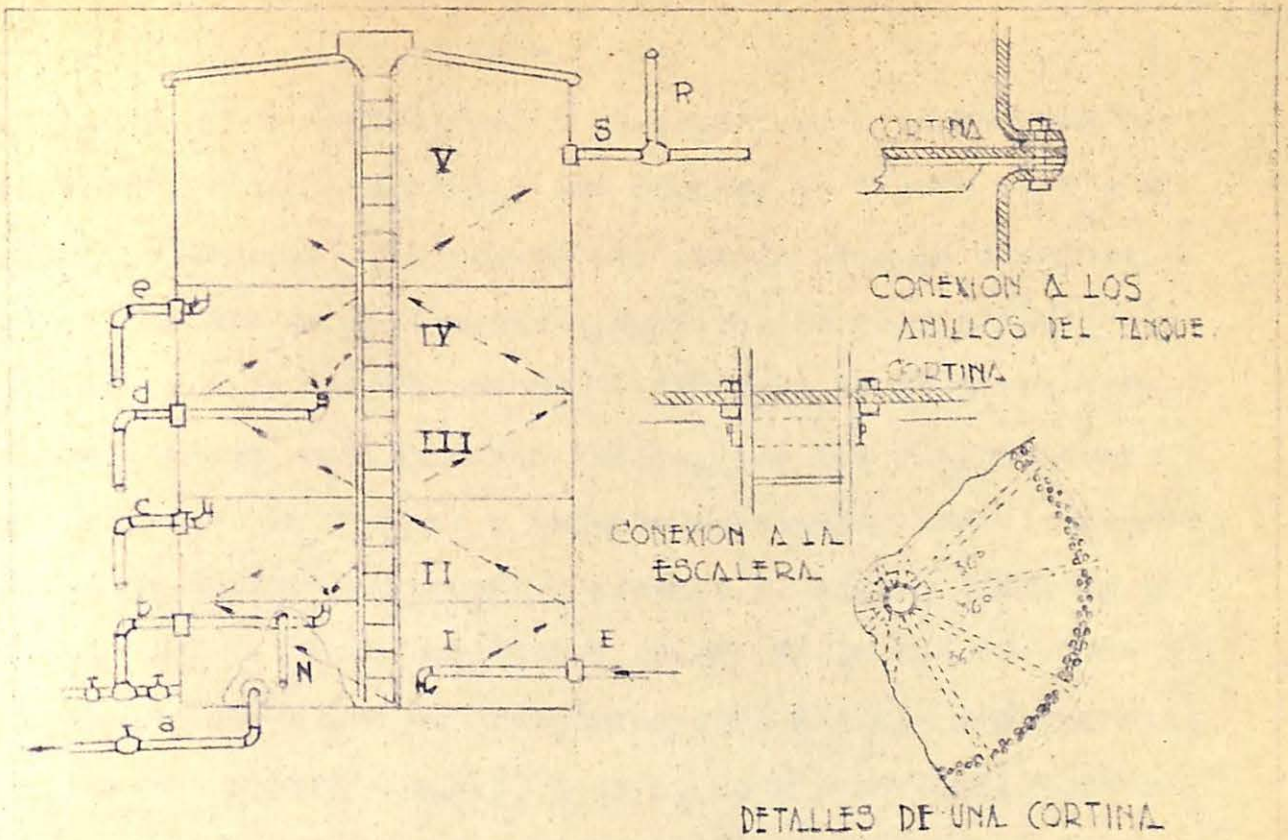 R
S
V
CORTINA
CONEXION A LOS
ANILLOS DEL TANQUE
e
IV
CORTINA
d
III
c
CONEXION A LA
ESCALERA
II
36°
36°
36°
b
I
E
N
a
DETALLES DE UNA CORTINA